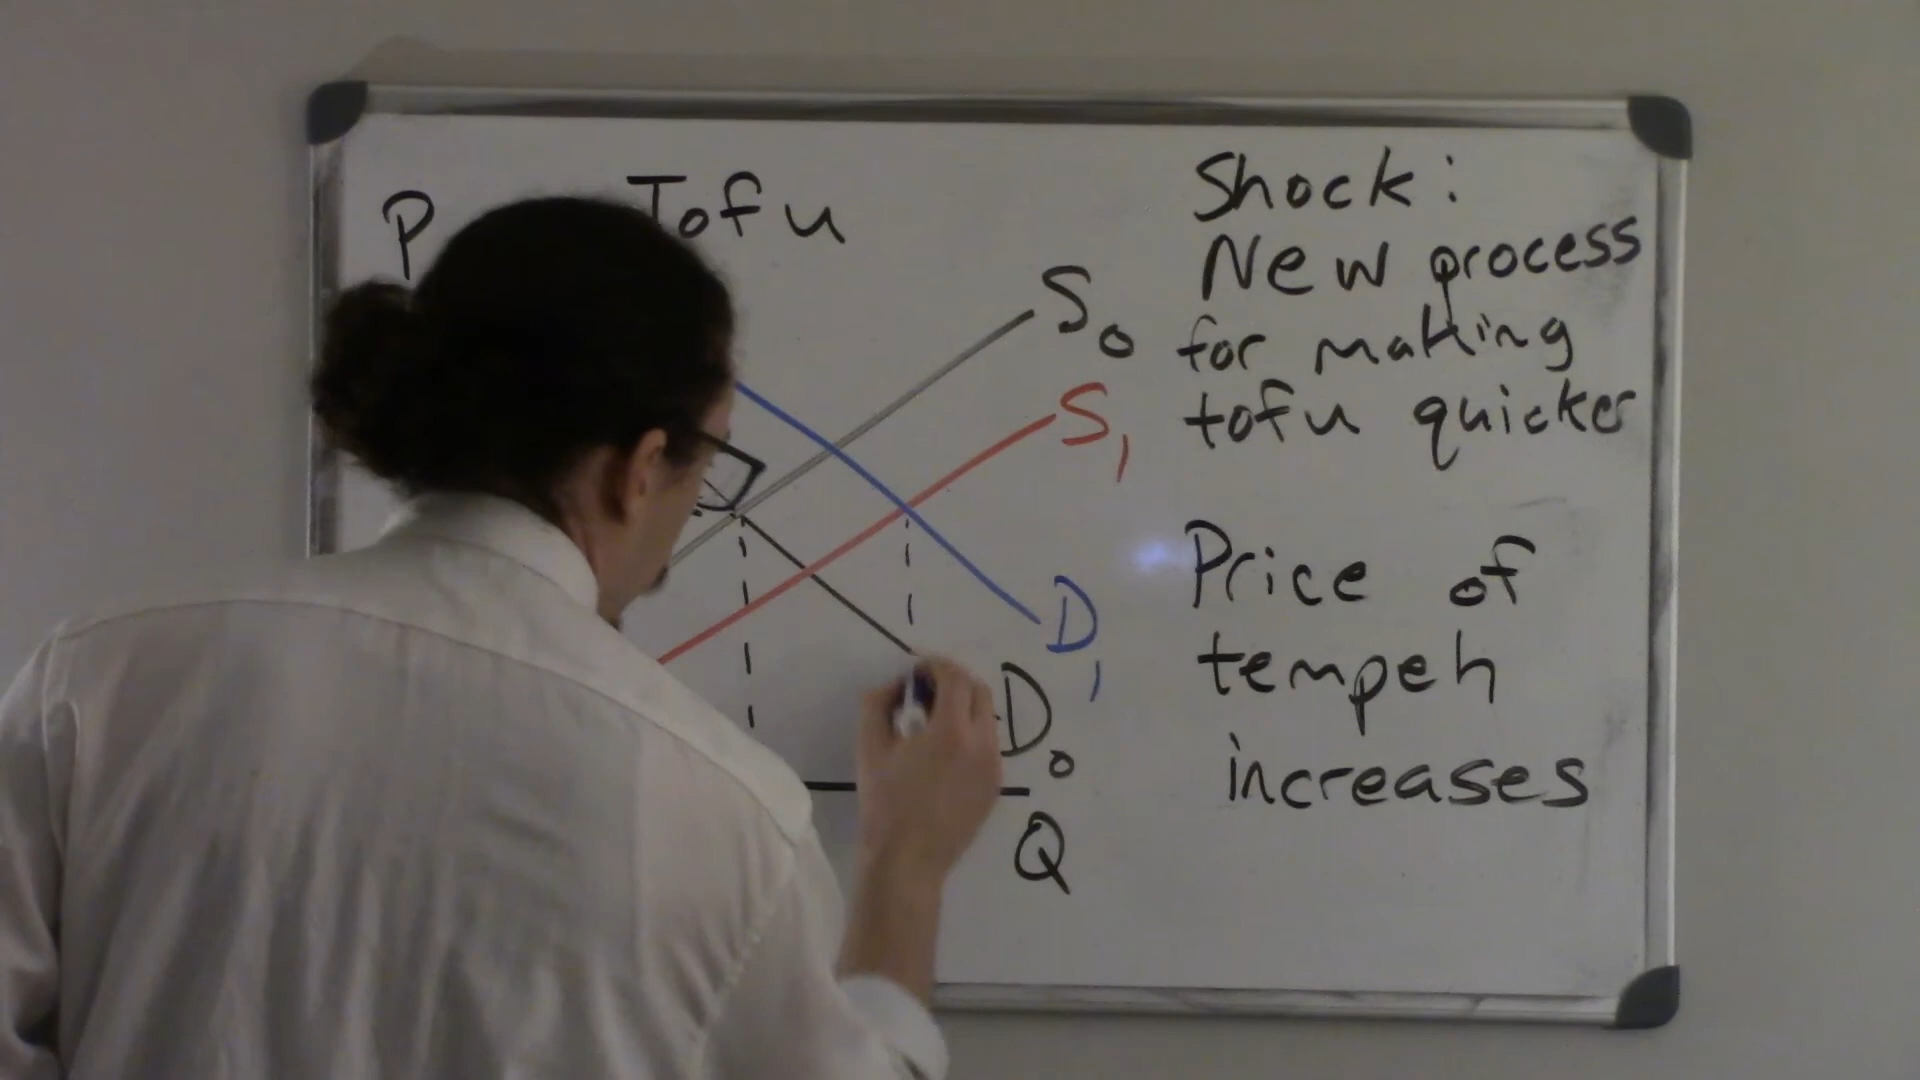 P
Tofu
S₀
S₁
D₁
D₀
Q
Shock:
New process
for making
tofu quicker
Price of
tempeh
increases